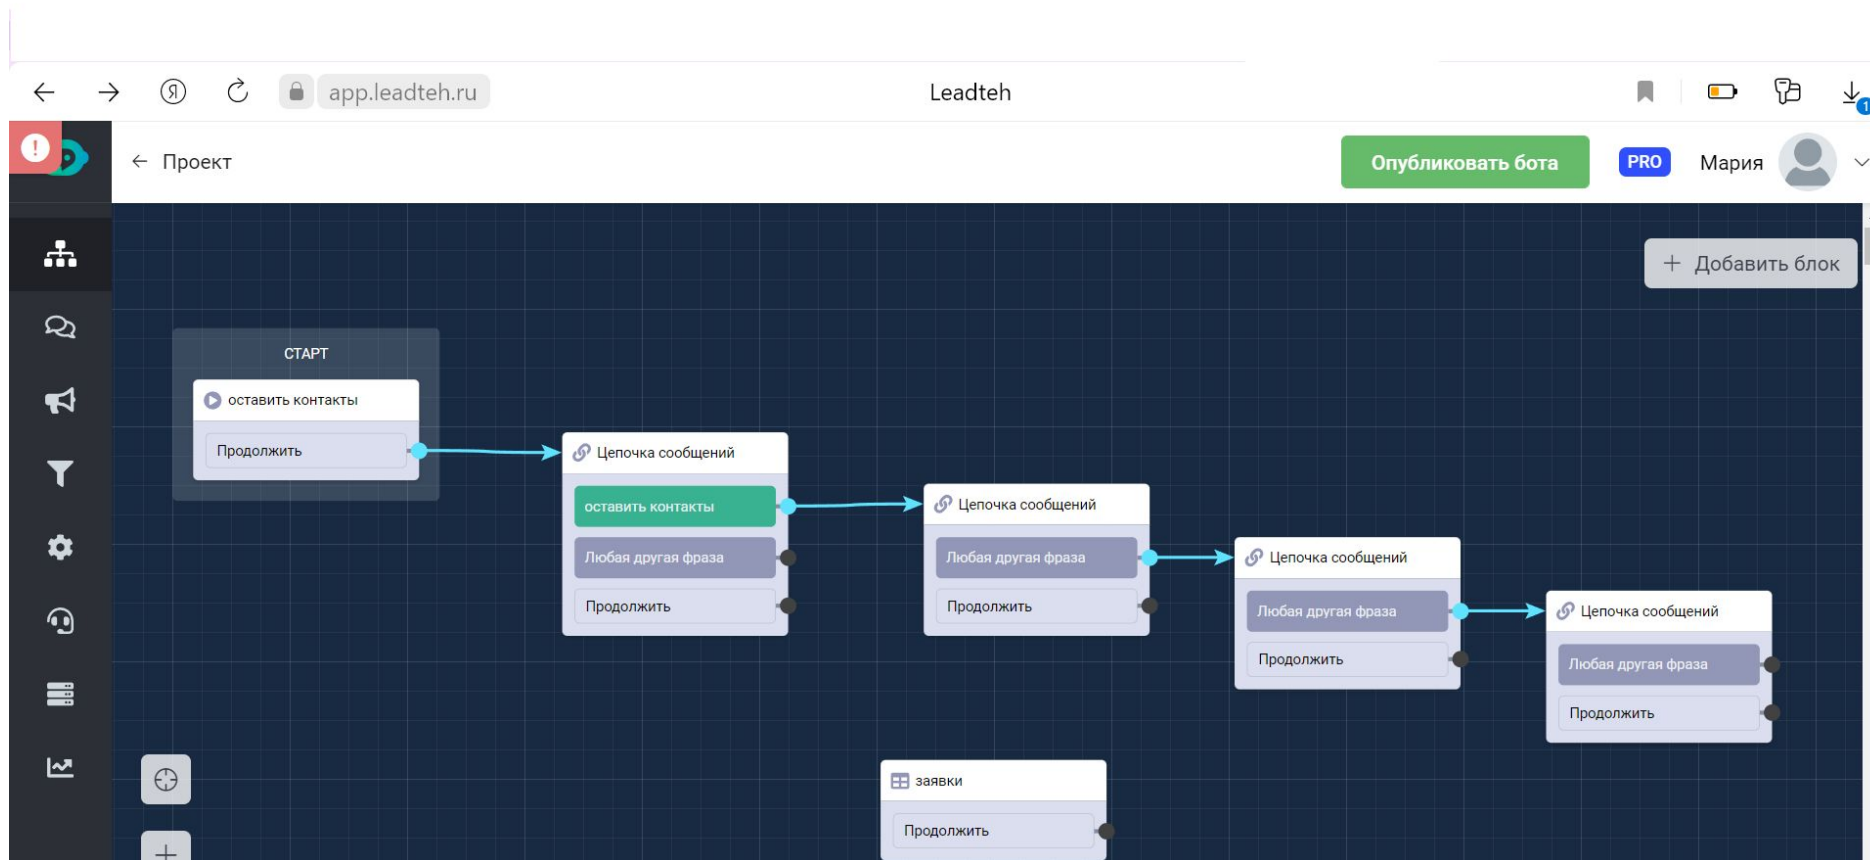 app.leadteh.ru
Leadteh
1
Проект
Опубликовать бота
PRO
Мария
+ Добавить блок
СТАРТ
оставить контакты
Продолжить
Цепочка сообщений
оставить контакты
Любая другая фраза
Продолжить
Цепочка сообщений
Любая другая фраза
Продолжить
Цепочка сообщений
Любая другая фраза
Продолжить
Цепочка сообщений
Любая другая фраза
Продолжить
заявки
Продолжить